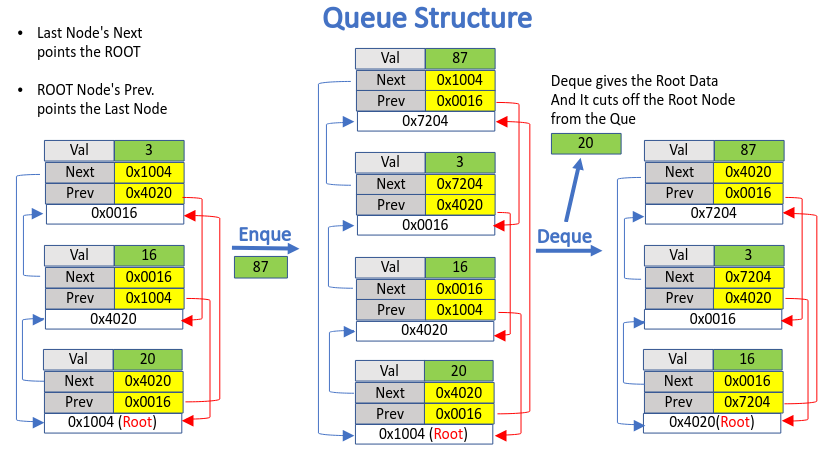 Queue Structure
• Last Node's Next
points the ROOT
• ROOT Node's Prev.
points the Last Node
Val 3
Next 0x1004
Prev 0x4020
0x0016
Val 16
Next 0x0016
Prev 0x1004
0x4020
Val 20
Next 0x4020
Prev 0x0016
0x1004 (Root)
Enque
87
Val 87
Next 0x1004
Prev 0x0016
0x7204
Val 3
Next 0x7204
Prev 0x4020
0x0016
Val 16
Next 0x0016
Prev 0x1004
0x4020
Val 20
Next 0x4020
Prev 0x0016
0x1004 (Root)
Deque gives the Root Data
And It cuts off the Root Node
from the Que
20
Deque
Val 87
Next 0x4020
Prev 0x0016
0x7204
Val 3
Next 0x7204
Prev 0x4020
0x0016
Val 16
Next 0x0016
Prev 0x7204
0x4020(Root)